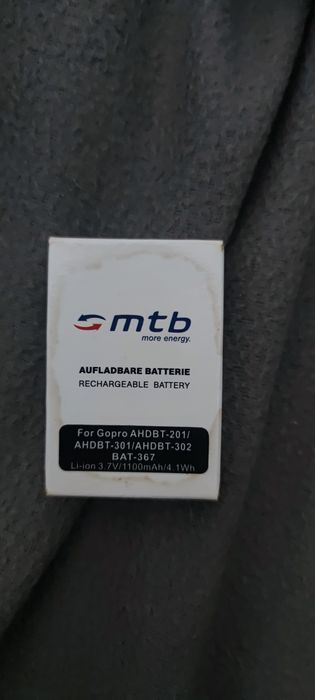 mtb
more energy.
AUFLADBARE BATTERIE
RECHARGEABLE BATTERY
For Gopro AHDBT-201/
AHDBT-301/AHDBT-302
BAT-367
Li-ion 3.7V/1100mAh/4.1Wh